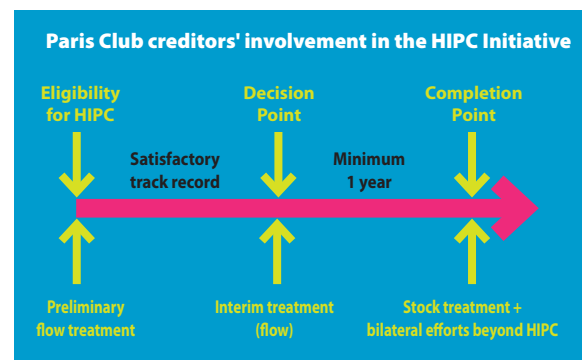 Paris Club creditors' involvement in the HIPC Initiative
Eligibility
for HIPC
Decision
Point
Completion
Point
Satisfactory
track record
Minimum
1 year
Preliminary
flow treatment
Interim treatment
(flow)
Stock treatment +
bilateral efforts beyond HIPC